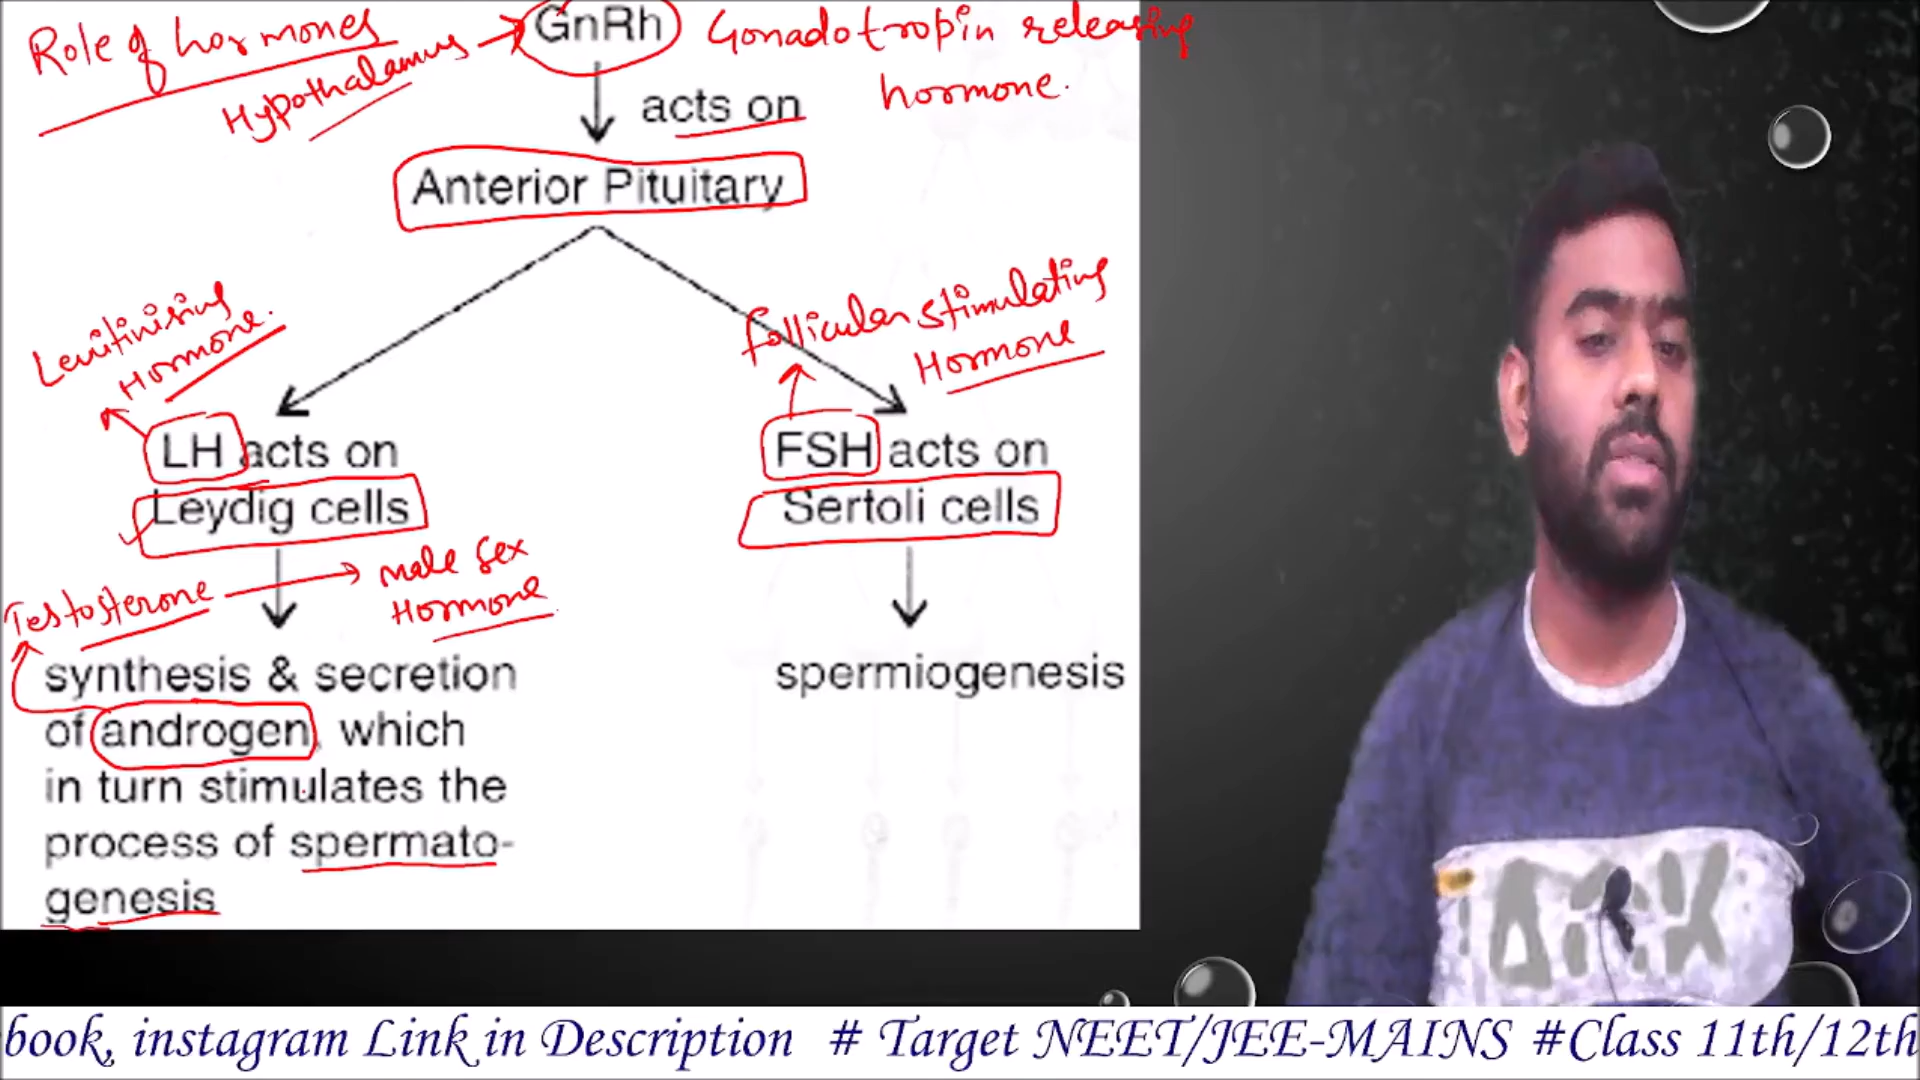 Role of hormones
Hypothalamus
GnRh
Gonadotropin releasing
hormone.
acts on
Anterior Pituitary
Leuitinising
Hormone.
follicular stimulating
Hormone
LH acts on
Leydig cells
FSH acts on
Sertoli cells
Testosterone
male sex
Hormone
synthesis & secretion
of androgen, which
in turn stimulates the
process of spermato-
genesis
spermiogenesis
book, instagram Link in Description # Target NEET/JEE-MAINS #Class 11th/12th